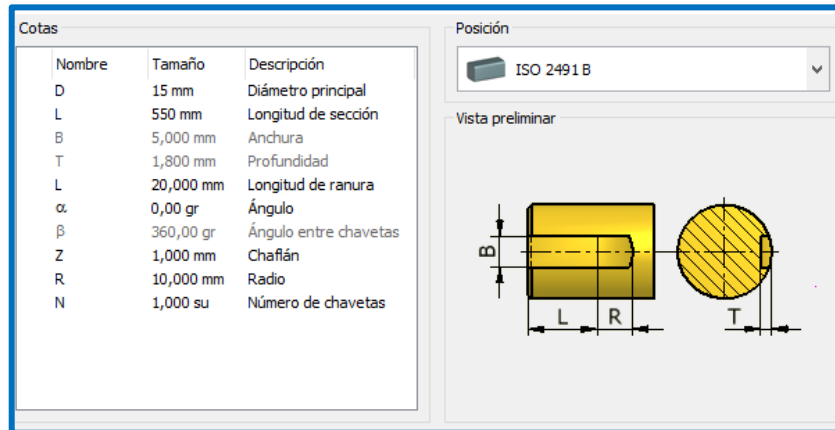 Cotas
Nombre Tamaño Descripción
D 15 mm Diámetro principal
L 550 mm Longitud de sección
B 5,000 mm Anchura
T 1,800 mm Profundidad
L 20,000 mm Longitud de ranura
α 0,00 gr Ángulo
β 360,00 gr Ángulo entre chavetas
Z 1,000 mm Chaflán
R 10,000 mm Radio
N 1,000 su Número de chavetas
Posición
ISO 2491 B
Vista preliminar
B
L R T